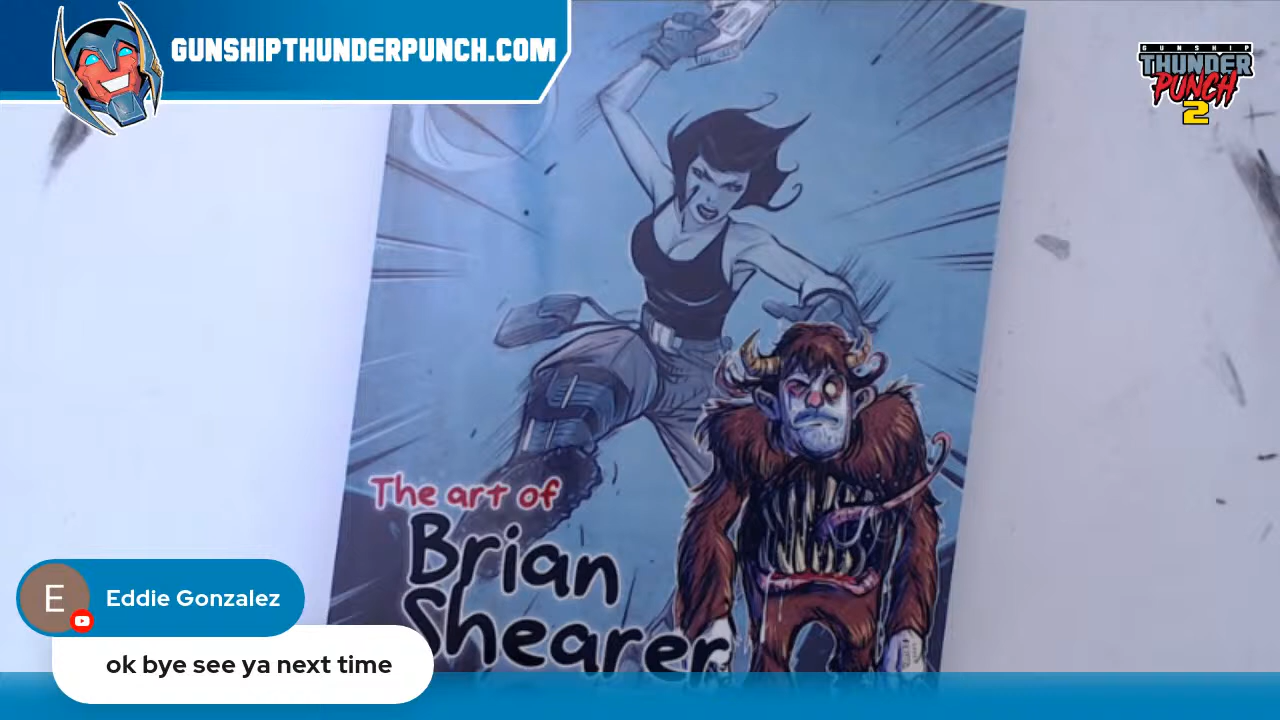 GUNSHIPTHUNDERPUNCH.COM
GUNSHIP
THUNDER
PUNCH
2
The art of
Brian
Shearer
E
Eddie Gonzalez
ok bye see ya next time